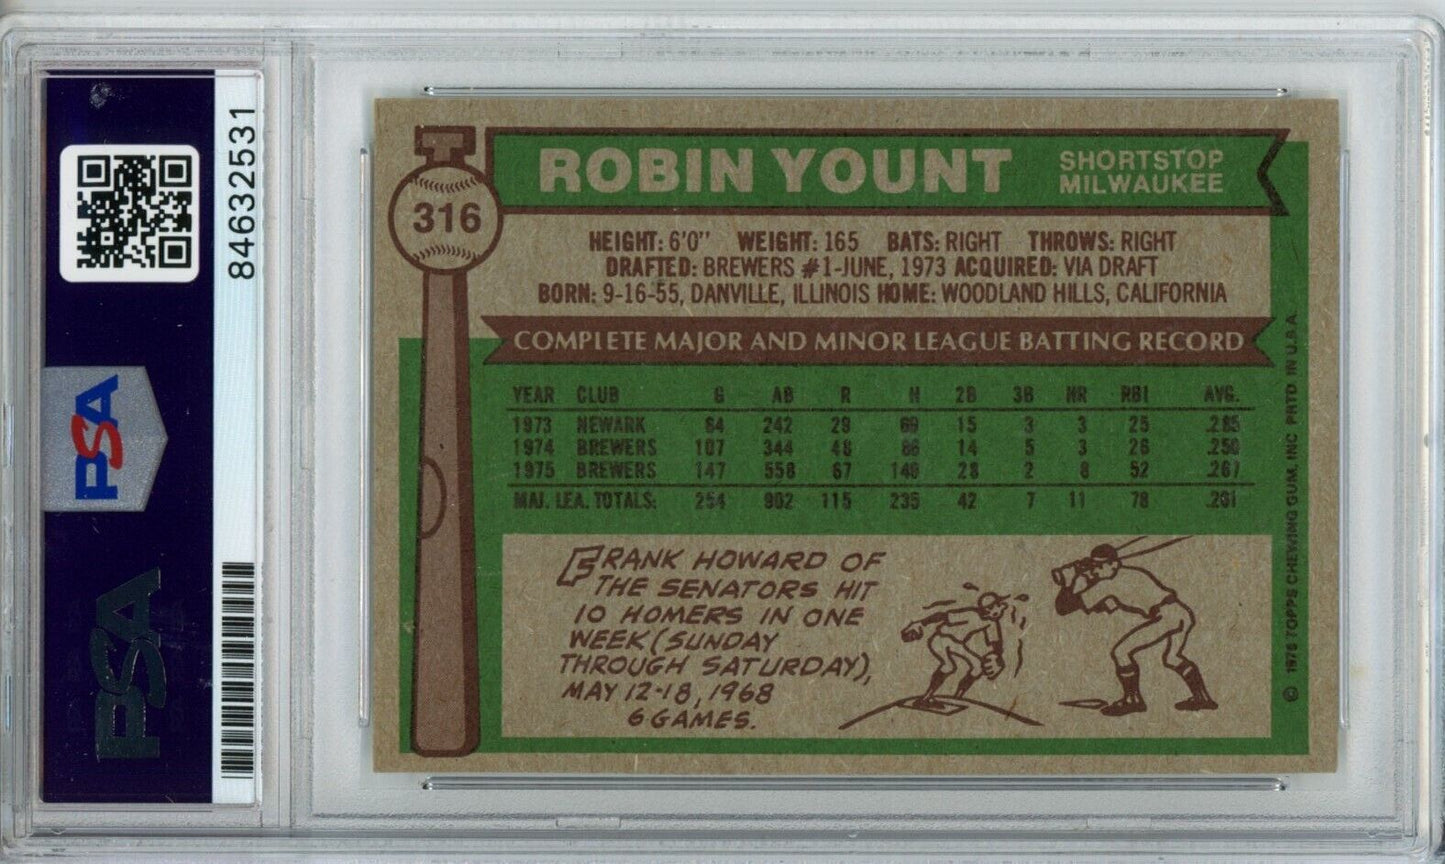 84632531
PSA
PSA
T
316
ROBIN YOUNT
SHORTSTOP
MILWAUKEE
HEIGHT: 6'0" WEIGHT: 165 BATS: RIGHT THROWS: RIGHT
DRAFTED: BREWERS #1-JUNE, 1973 ACQUIRED: VIA DRAFT
BORN: 9-16-55, DANVILLE, ILLINOIS HOME: WOODLAND HILLS, CALIFORNIA
COMPLETE MAJOR AND MINOR LEAGUE BATTING RECORD
YEAR CLUB G AB R H 2B 3B HR RBI AVG.
1973 NEWARK 64 242 29 69 15 3 3 25 .285
1974 BREWERS 107 344 48 86 14 5 3 26 .250
1975 BREWERS 147 558 67 149 28 2 8 52 .267
MAJ. LEA. TOTALS: 254 902 115 235 42 7 11 78 .261
FRANK HOWARD OF
THE SENATORS HIT
10 HOMERS IN ONE
WEEK (SUNDAY
THROUGH SATURDAY),
MAY 12-18, 1968
6 GAMES.
© 1976 TOPPS CHEWING GUM, INC PRTD IN U.S.A.